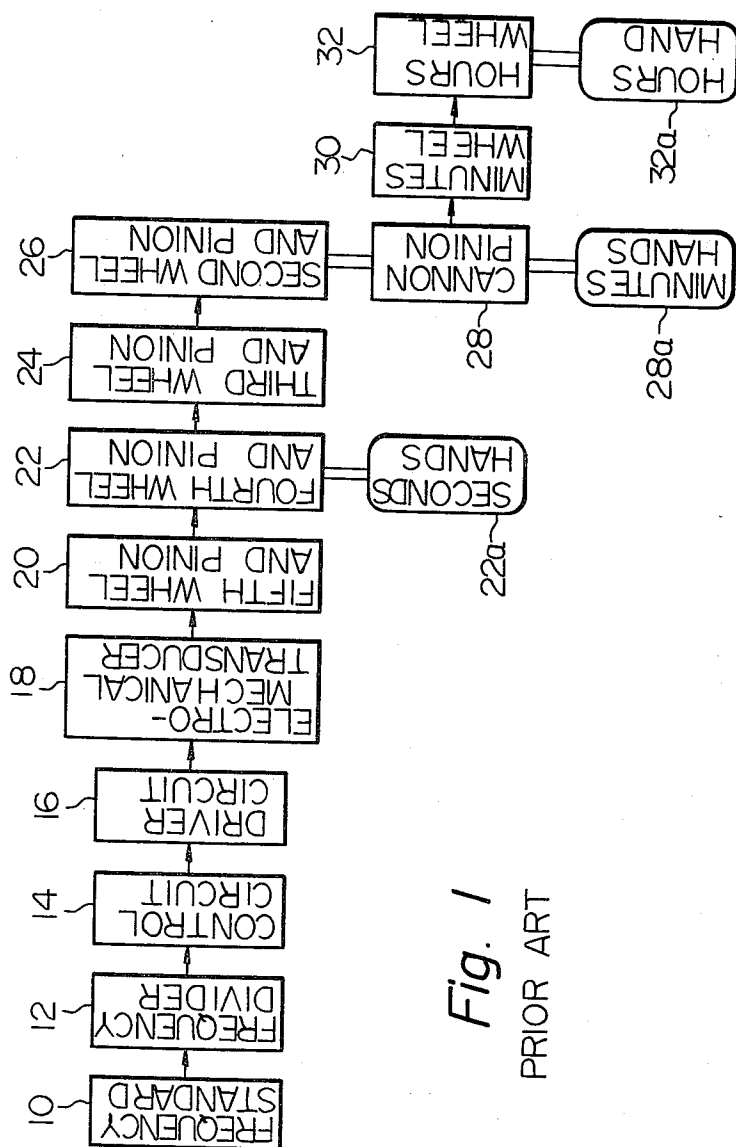 10
FREQUENCY
STANDARD
12
FREQUENCY
DIVIDER
14
CONTROL
CIRCUIT
16
DRIVER
CIRCUIT
18
ELECTRO-
MECHANICAL
TRANSDUCER
20
FIFTH WHEEL
AND PINION
22
FOURTH WHEEL
AND PINION
24
THIRD WHEEL
AND PINION
26
SECOND WHEEL
AND PINION
SECONDS
HANDS
22a
CANNON
PINION
28
30
MINUTES
WHEEL
32
HOURS
WHEEL
MINUTES
HANDS
28a
HOURS
HAND
32a
Fig. 1
PRIOR ART